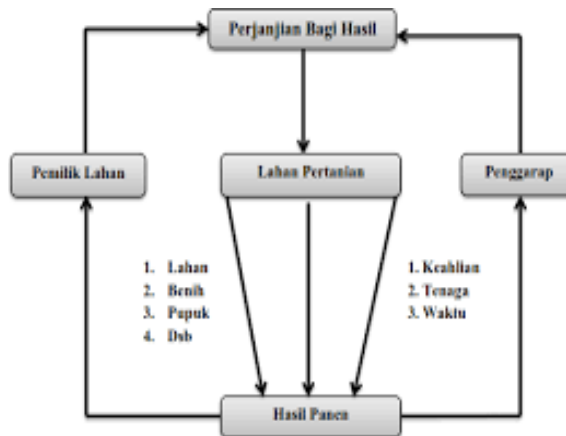 Perjanjian Bagi Hasil
Pemilik Lahan
Lahan Pertanian
Penggarap
1. Lahan
2. Benih
3. Pupuk
4. Dsb
1. Keahlian
2. Tenaga
3. Waktu
Hasil Panen